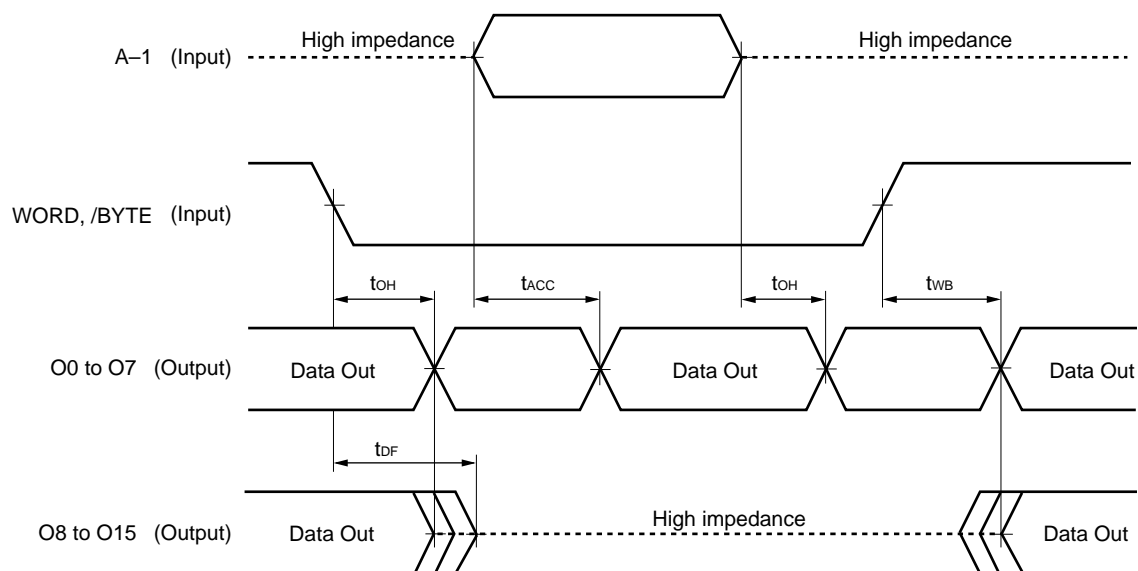 High impedance
High impedance
A–1 (Input)
WORD, /BYTE (Input)
tOH
tACC
tOH
tWB
O0 to O7 (Output)
Data Out
Data Out
Data Out
tDF
High impedance
O8 to O15 (Output)
Data Out
Data Out